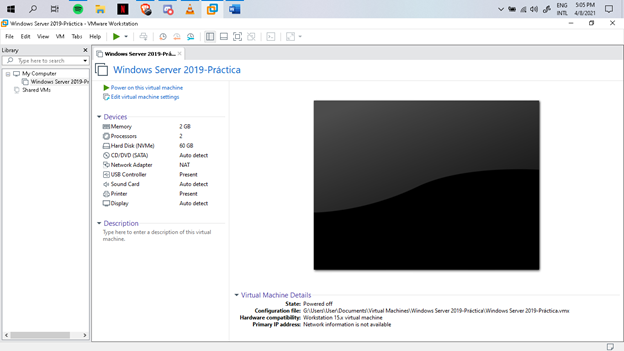 ENG
INTL
5:05 PM
4/8/2021
Windows Server 2019-Práctica - VMware Workstation
File Edit View VM Tabs Help
Library
Type here to search
My Computer
Windows Server 2019-Pr
Shared VMs
Windows Server 2019-Prá...
Windows Server 2019-Práctica
Power on this virtual machine
Edit virtual machine settings
Devices
Memory 2 GB
Processors 2
Hard Disk (NVMe) 60 GB
CD/DVD (SATA) Auto detect
Network Adapter NAT
USB Controller Present
Sound Card Auto detect
Printer Present
Display Auto detect
Description
Type here to enter a description of this virtual
machine.
Virtual Machine Details
State: Powered off
Configuration file: G:\Users\User\Documents\Virtual Machines\Windows Server 2019-Práctica\Windows Server 2019-Práctica.vmx
Hardware compatibility: Workstation 15.x virtual machine
Primary IP address: Network information is not available